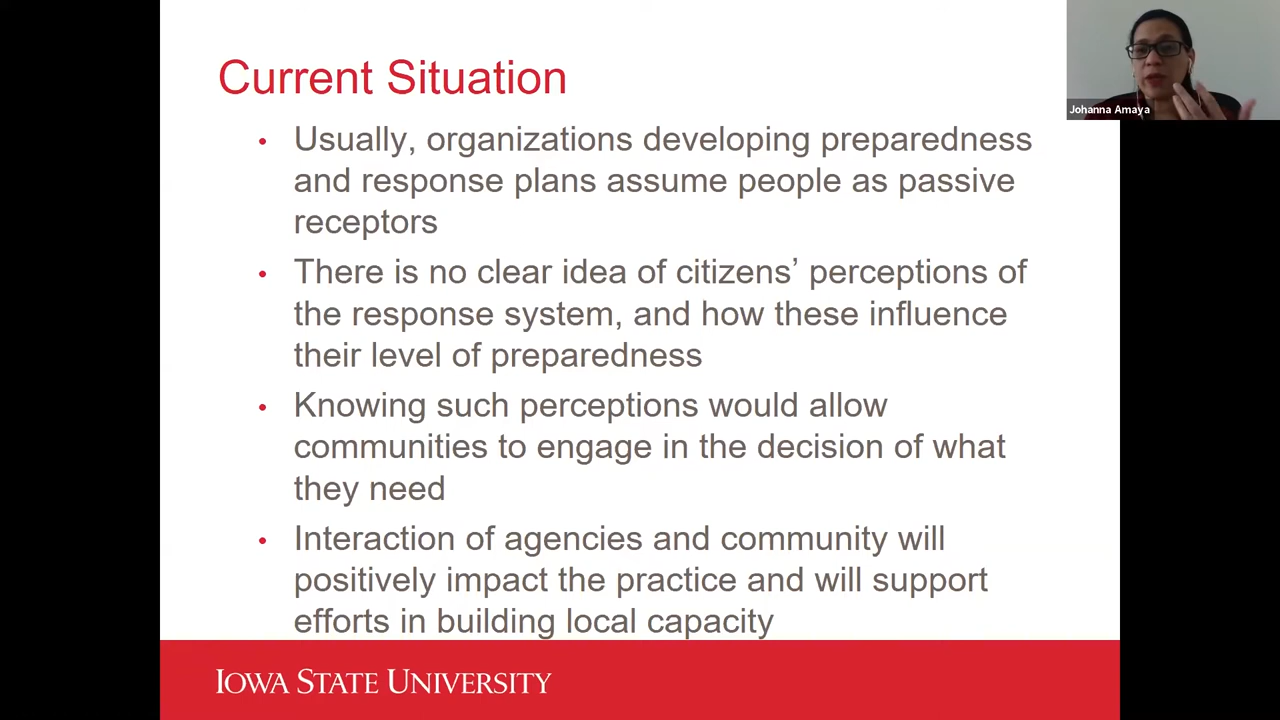 Current Situation
Johanna Amaya
• Usually, organizations developing preparedness
and response plans assume people as passive
receptors
• There is no clear idea of citizens’ perceptions of
the response system, and how these influence
their level of preparedness
• Knowing such perceptions would allow
communities to engage in the decision of what
they need
• Interaction of agencies and community will
positively impact the practice and will support
efforts in building local capacity
IOWA STATE UNIVERSITY